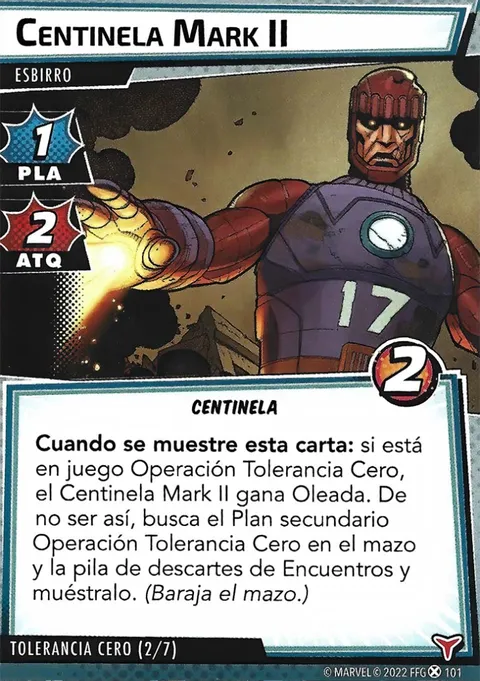 CENTINELA MARK II
ESBIRRO
1
PLA
2
ATQ
17
2
CENTINELA
Cuando se muestre esta carta: si está
en juego Operación Tolerancia Cero,
el Centinela Mark II gana Oleada. De
no ser así, busca el Plan secundario
Operación Tolerancia Cero en el mazo
y la pila de descartes de Encuentros y
muéstralo. (Baraja el mazo.)
TOLERANCIA CERO (2/7)
© MARVEL © 2022 FFG 101